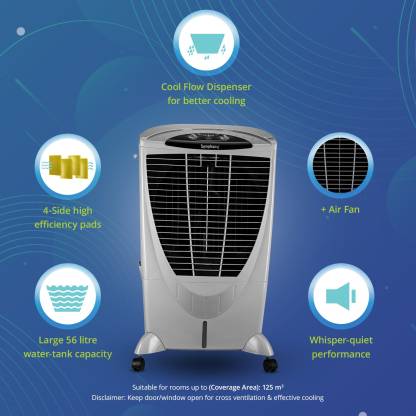 Cool Flow Dispenser
for better cooling
Symphony
4-Side high
efficiency pads
+ Air Fan
Large 56 litre
water-tank capacity
Whisper-quiet
performance
Suitable for rooms up to (Coverage Area): 125 m³
Disclaimer: Keep door/window open for cross ventilation & effective cooling